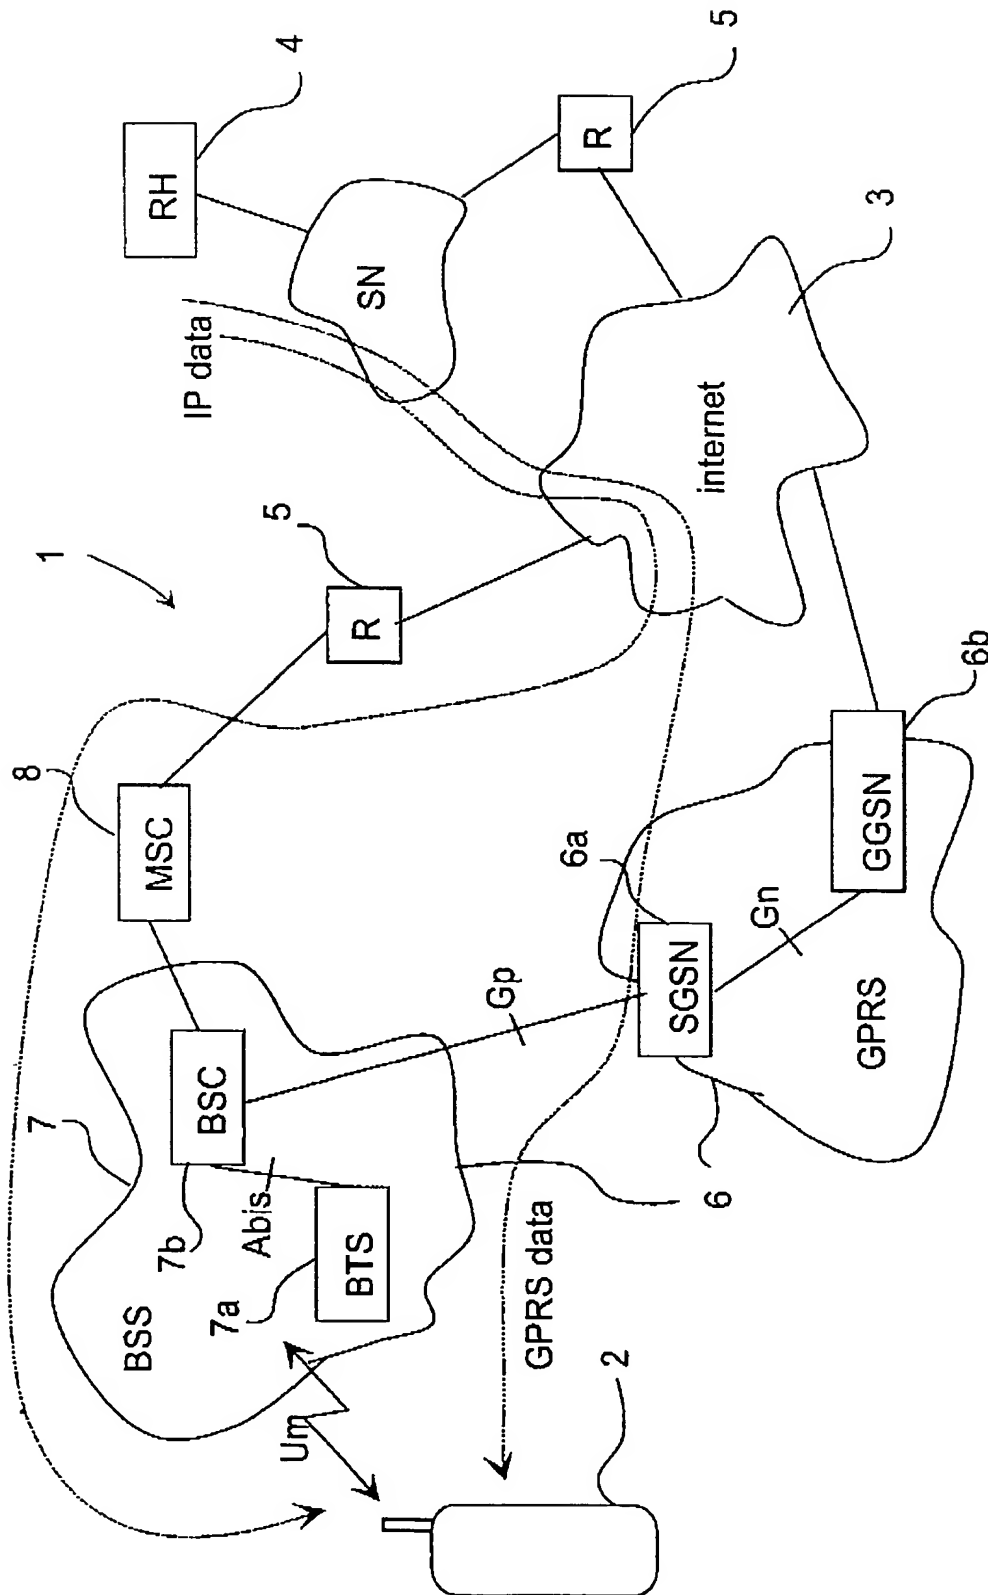 1
RH
4
SN
R
5
IP data
5
R
internet
3
8
MSC
BSS
7
BSC
7b
Abis
7a
BTS
Um
Gp
6a
SGSN
Gn
GGSN
6b
GPRS
6
GPRS data
2